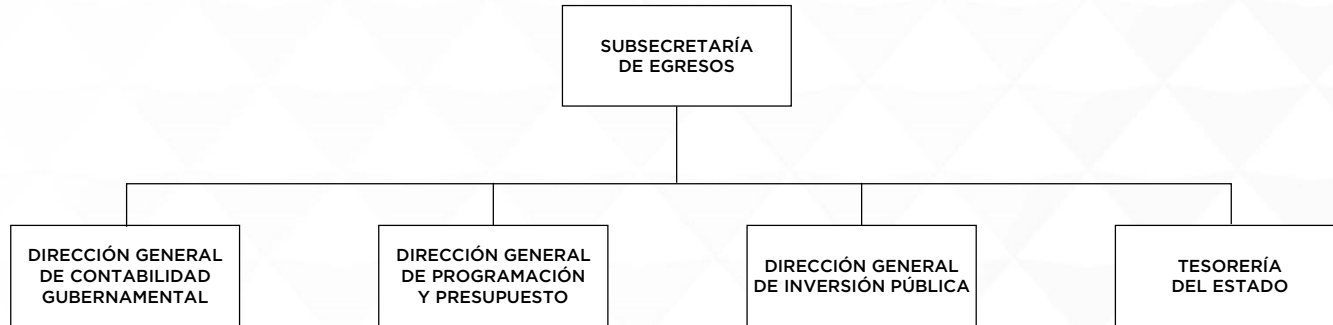 SUBSECRETARÍA
DE EGRESOS
DIRECCIÓN GENERAL
DE CONTABILIDAD
GUBERNAMENTAL
DIRECCIÓN GENERAL
DE PROGRAMACIÓN
Y PRESUPUESTO
DIRECCIÓN GENERAL
DE INVERSIÓN PÚBLICA
TESORERÍA
DEL ESTADO